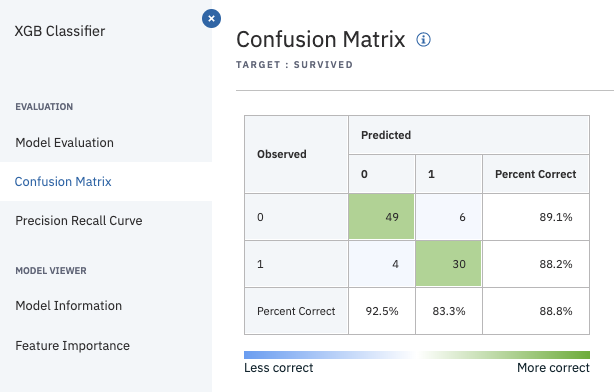 XGB Classifier
EVALUATION
Model Evaluation
Confusion Matrix
Precision Recall Curve
MODEL VIEWER
Model Information
Feature Importance
Confusion Matrix
TARGET : SURVIVED
Observed Predicted
0 1 Percent Correct
0 49 6 89.1%
1 4 30 88.2%
Percent Correct 92.5% 83.3% 88.8%
Less correct More correct